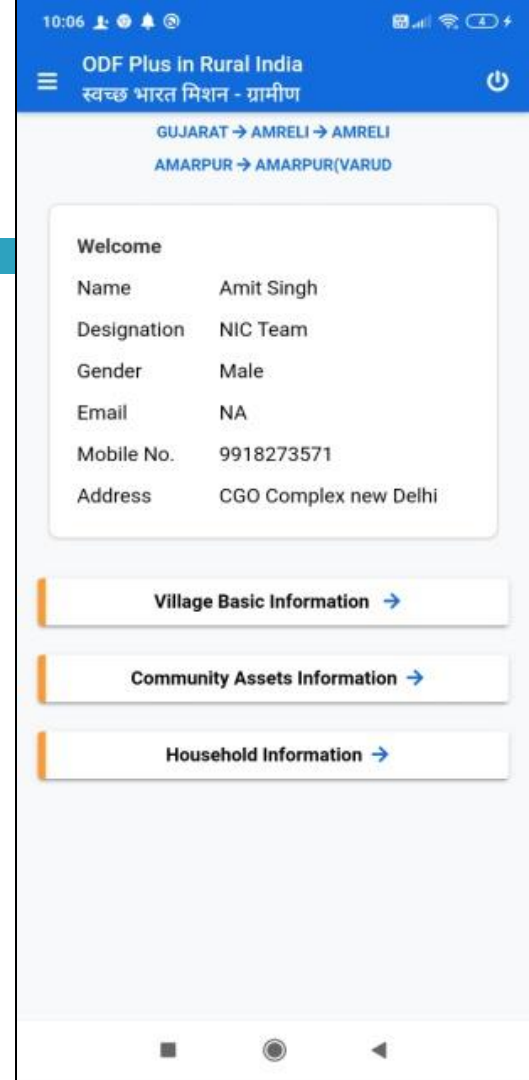 10:06
4
ODF Plus in Rural India
स्वच्छ भारत मिशन - ग्रामीण
GUJARAT → AMRELI → AMRELI
AMARPUR → AMARPUR(VARUD
Welcome
Name Amit Singh
Designation NIC Team
Gender Male
Email NA
Mobile No. 9918273571
Address CGO Complex new Delhi
Village Basic Information →
Community Assets Information →
Household Information →